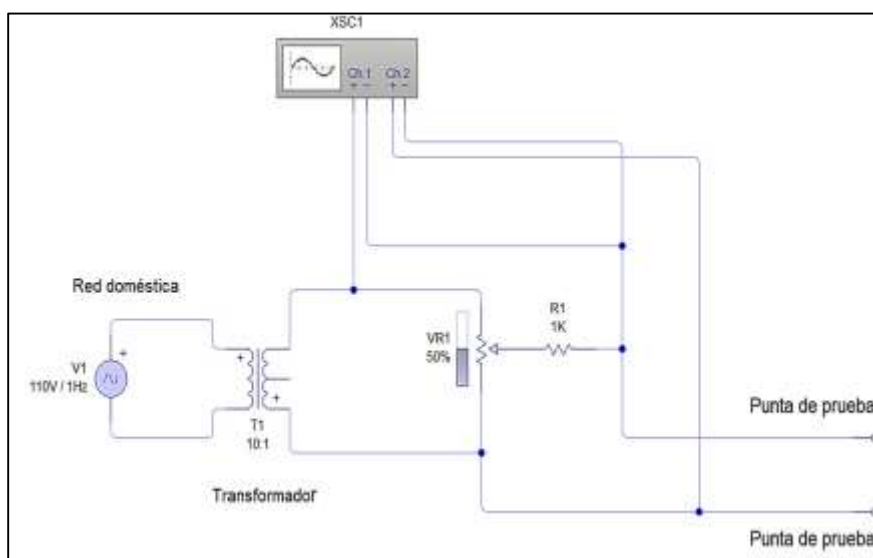 XSC1
Ch.1 Ch.2
+ − + −
Red doméstica
R1
1K
VR1
50%
+
+
V1
110V / 1Hz
+
T1
10:1
Punta de prueba
Transformador
Punta de prueba